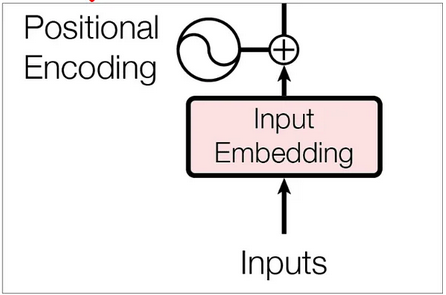 Positional
Encoding
Input
Embedding
Inputs